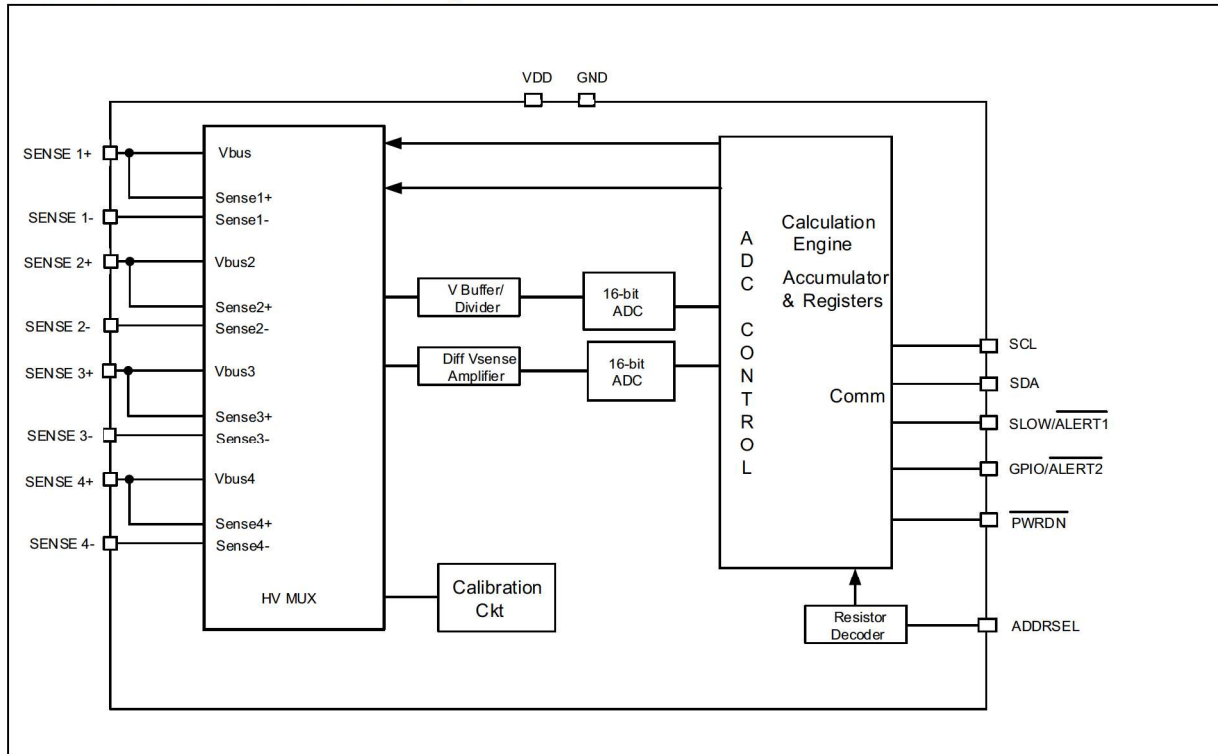 VDD GND
SENSE 1+
Vbus
Sense1+
SENSE 1-
Sense1-
SENSE 2+
Vbus2
Sense2+
SENSE 2-
Sense2-
SENSE 3+
Vbus3
Sense3+
SENSE 3-
Sense3-
SENSE 4+
Vbus4
Sense4+
SENSE 4-
Sense4-
HV MUX
V Buffer/
Divider
16-bit
ADC
Diff Vsense
Amplifier
16-bit
ADC
Calibration
Ckt
ADC CONTROL
Calculation
Engine
Accumulator
& Registers
Comm
SCL
SDA
SLOW/ALERT1
GPIO/ALERT2
PWRDN
Resistor
Decoder
ADDRSEL